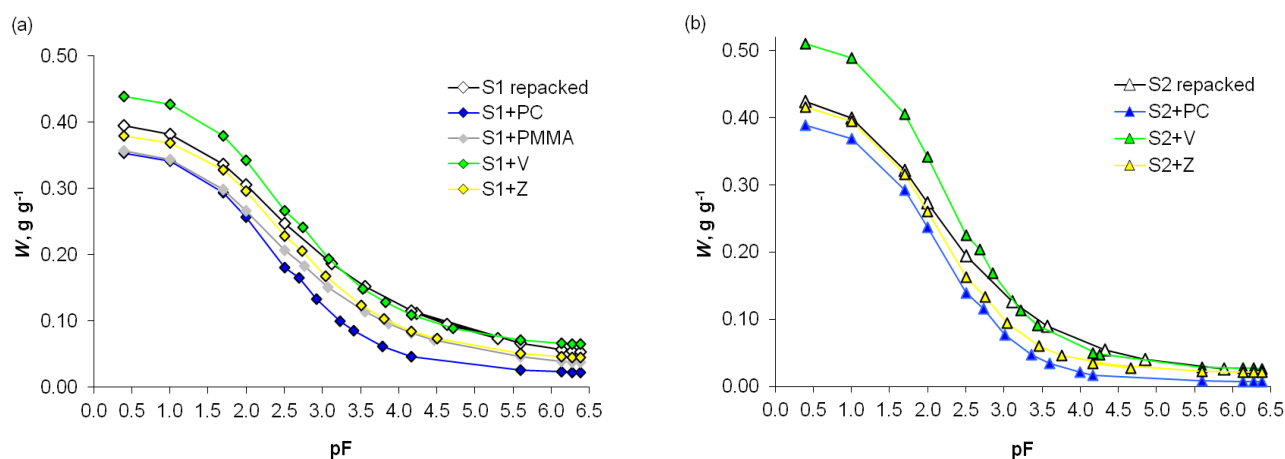 (a)
0.50
0.40
0.30
0.20
0.10
0.00
W, g g-1
S1 repacked
S1+PC
S1+PMMA
S1+V
S1+Z
0.0 0.5 1.0 1.5 2.0 2.5 3.0 3.5 4.0 4.5 5.0 5.5 6.0 6.5
pF
(b)
0.50
0.40
0.30
0.20
0.10
0.00
W, g g-1
S2 repacked
S2+PC
S2+V
S2+Z
0.0 0.5 1.0 1.5 2.0 2.5 3.0 3.5 4.0 4.5 5.0 5.5 6.0 6.5
pF